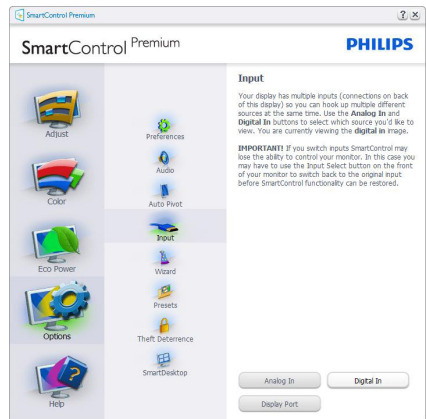 SmartControl Premium
? X
SmartControl Premium
PHILIPS
Adjust
Color
Eco Power
Options
Help
Preferences
Audio
Auto Pivot
Input
Wizard
Presets
Theft Deterrence
SmartDesktop
Input
Your display has multiple inputs (connections on back
of this display) so you can hook up multiple different
sources at the same time. Use the Analog In and
Digital In buttons to select which source you'd like to
view. You are currently viewing the digital in image.
IMPORTANT! If you switch inputs SmartControl may
lose the ability to control your monitor. In this case you
may have to use the Input Select button on the front
of your monitor to switch back to the original input
before SmartControl functionality can be restored.
Analog In
Digital In
Display Port